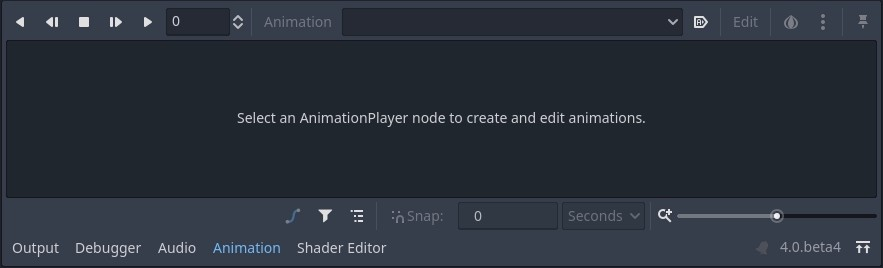 0 Animation Edit
Select an AnimationPlayer node to create and edit animations.
Snap: 0 Seconds
Output Debugger Audio Animation Shader Editor 4.0.beta4